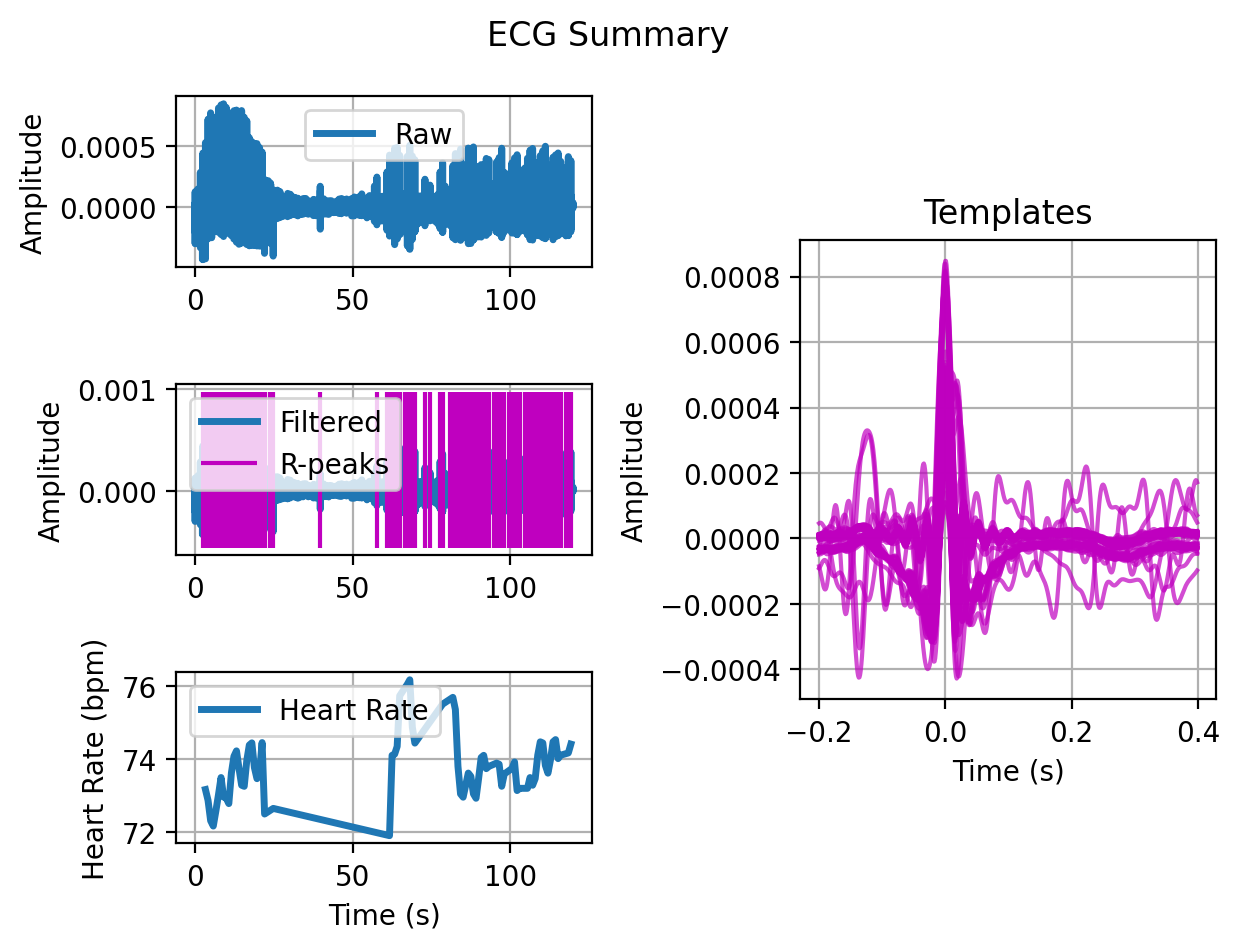 ECG Summary
Amplitude
0.0005
0.0000
Raw
0
50
100
Amplitude
0.001
0.000
Filtered
R-peaks
0
50
100
Heart Rate (bpm)
76
74
72
Heart Rate
0
50
100
Time (s)
Templates
Amplitude
0.0008
0.0006
0.0004
0.0002
0.0000
−0.0002
−0.0004
−0.2
0.0
0.2
0.4
Time (s)